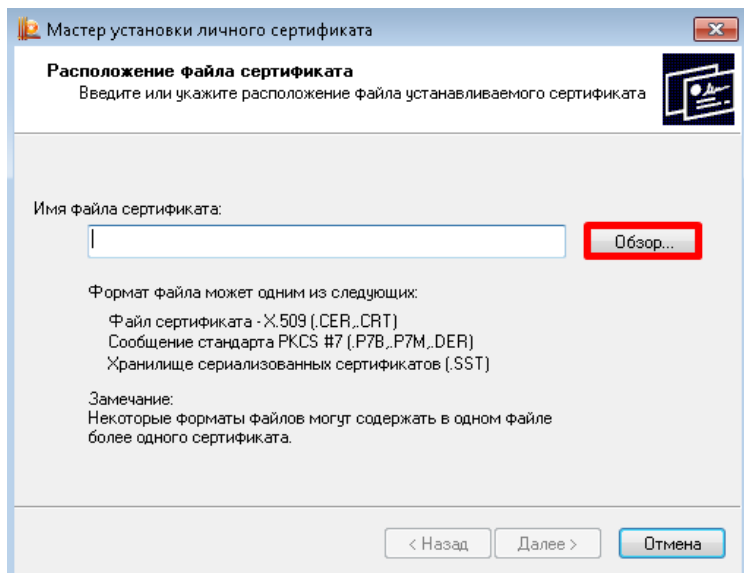 Мастер установки личного сертификата
Расположение файла сертификата
Введите или укажите расположение файла устанавливаемого сертификата
Имя файла сертификата:
Обзор...
Формат файла может одним из следующих:
Файл сертификата - X.509 (.CER,.CRT)
Сообщение стандарта PKCS #7 (.P7B,.P7M,.DER)
Хранилище сериализованных сертификатов (.SST)
Замечание:
Некоторые форматы файлов могут содержать в одном файле
более одного сертификата.
< Назад Далее > Отмена